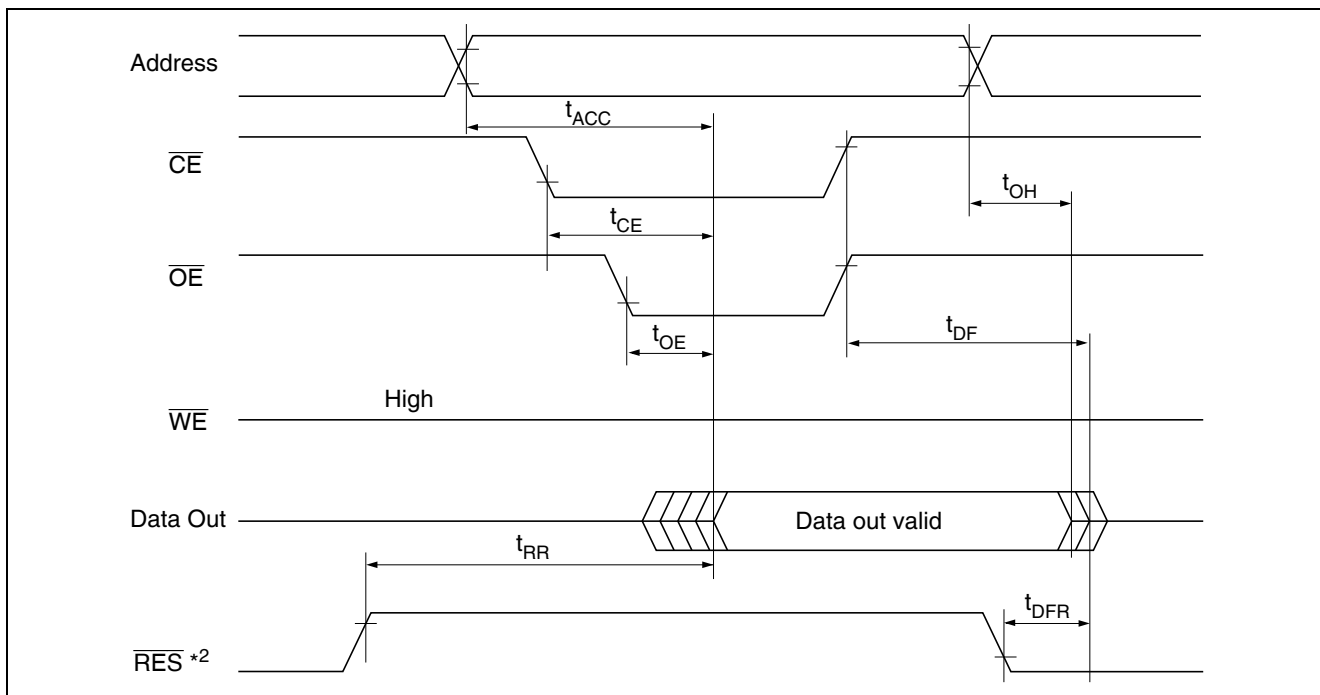 Address
tACC
CE
tOH
tCE
OE
tDF
tOE
High
WE
Data Out
Data out valid
tRR
tDFR
RES *2